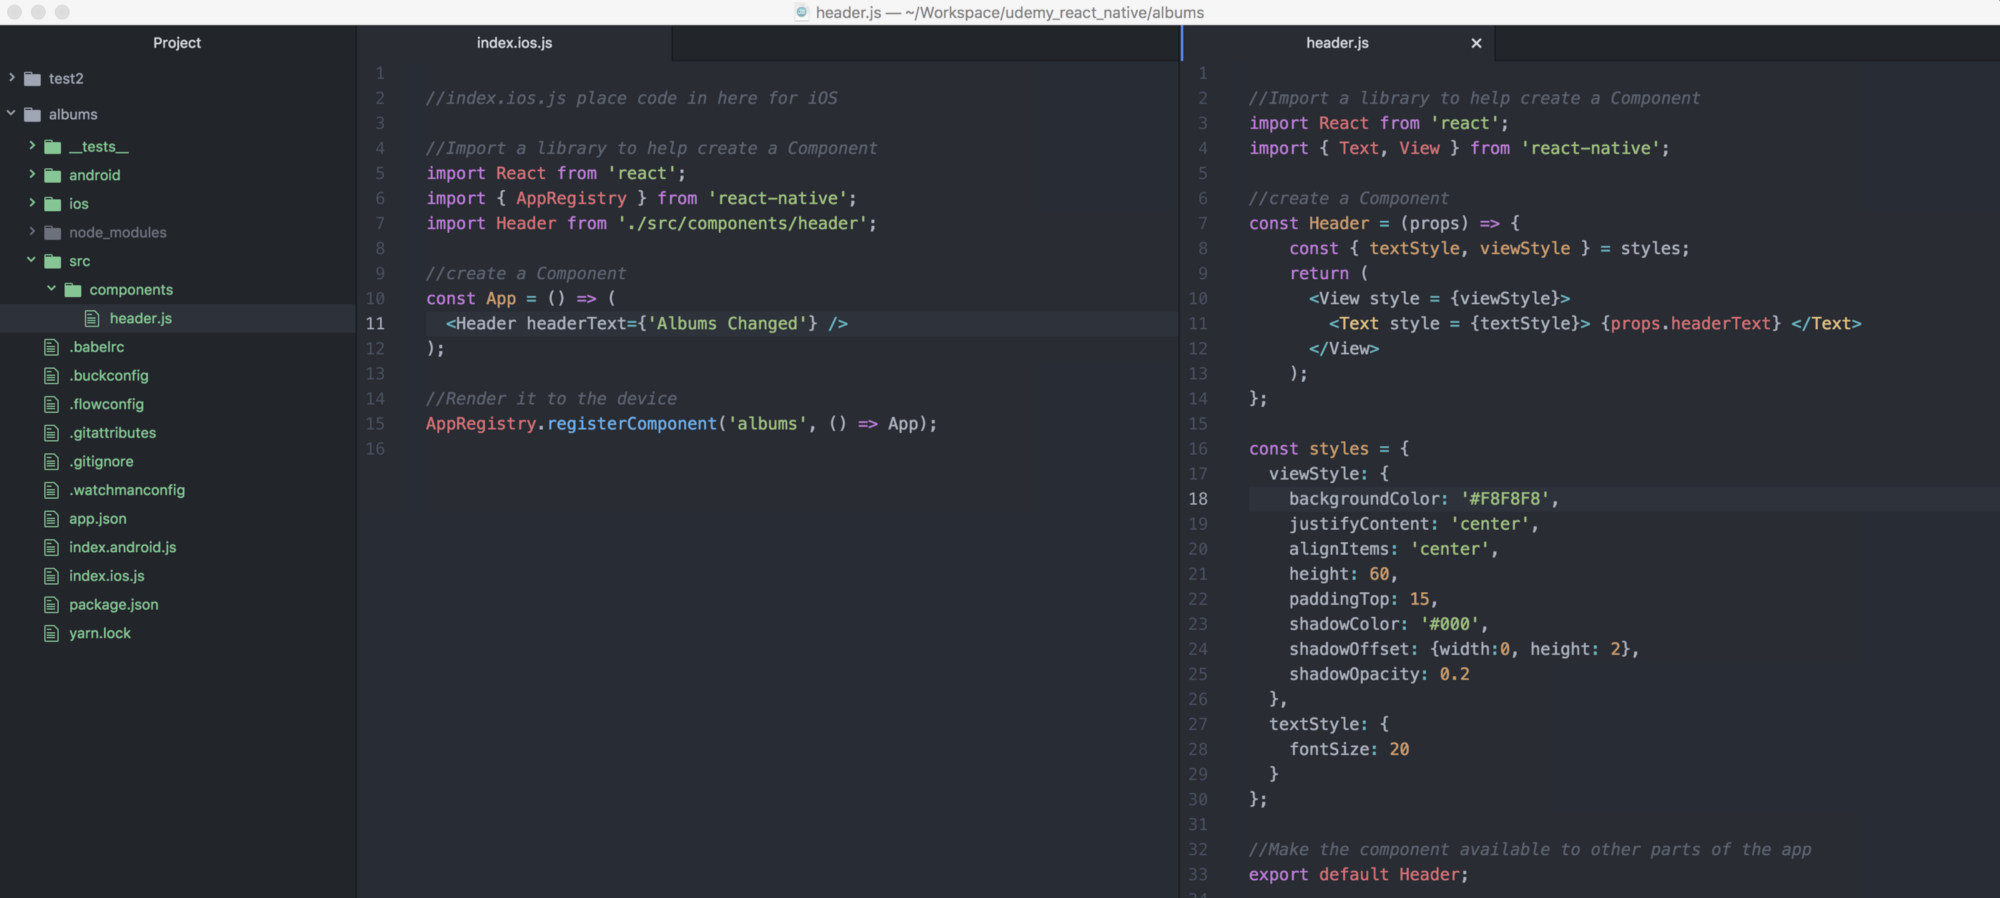 header.js — ~/Workspace/udemy_react_native/albums
Project
test2
albums
__tests__
android
ios
node_modules
src
components
header.js
.babelrc
.buckconfig
.flowconfig
.gitattributes
.gitignore
.watchmanconfig
app.json
index.android.js
index.ios.js
package.json
yarn.lock
index.ios.js
1
2 //index.ios.js place code in here for iOS
3
4 //Import a library to help create a Component
5 import React from 'react';
6 import { AppRegistry } from 'react-native';
7 import Header from './src/components/header';
8
9 //create a Component
10 const App = () => (
11 <Header headerText={'Albums Changed'} />
12 );
13
14 //Render it to the device
15 AppRegistry.registerComponent('albums', () => App);
16
header.js
1
2 //Import a library to help create a Component
3 import React from 'react';
4 import { Text, View } from 'react-native';
5
6 //create a Component
7 const Header = (props) => {
8 const { textStyle, viewStyle } = styles;
9 return (
10 <View style = {viewStyle}>
11 <Text style = {textStyle}> {props.headerText} </Text>
12 </View>
13 );
14 };
15
16 const styles = {
17 viewStyle: {
18 backgroundColor: '#F8F8F8',
19 justifyContent: 'center',
20 alignItems: 'center',
21 height: 60,
22 paddingTop: 15,
23 shadowColor: '#000',
24 shadowOffset: {width:0, height: 2},
25 shadowOpacity: 0.2
26 },
27 textStyle: {
28 fontSize: 20
29 }
30 };
31
32 //Make the component available to other parts of the app
33 export default Header;